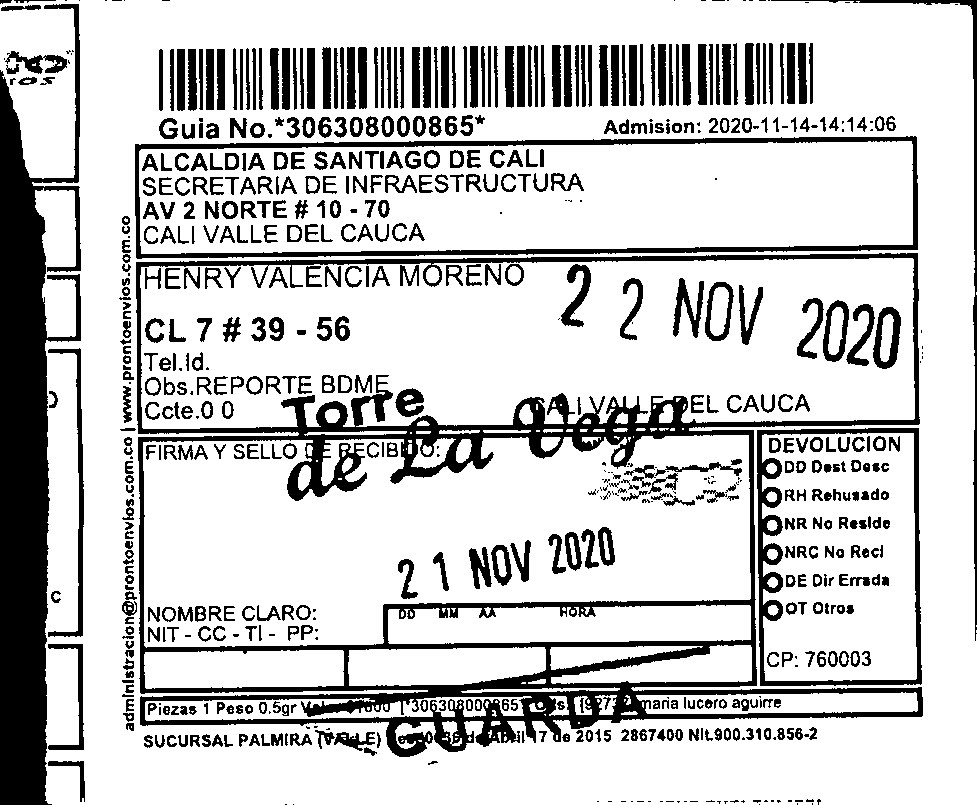 Guia No.*306308000865*
Admision: 2020-11-14-14:14:06
ALCALDIA DE SANTIAGO DE CALI
SECRETARIA DE INFRAESTRUCTURA
AV 2 NORTE # 10 - 70
CALI VALLE DEL CAUCA
HENRY VALENCIA MORENO
22 NOV 2020
CL 7 # 39 - 56
Tel.Id.
Obs.REPORTE BDME
Ccte.0 0
CALI VALLE DEL CAUCA
Torre
de La Vega
FIRMA Y SELLO DE RECIBIDO:
21 NOV 2020
NOMBRE CLARO:
NIT - CC - TI - PP:
DD MM AA HORA
DEVOLUCION
DD Dest Desc
RH Rehusado
NR No Reside
NRC No Reci
DE Dir Errada
OT Otros
CP: 760003
Piezas 1 Peso 0.5gr maria lucero aguirre
GUARDA
SUCURSAL PALMIRA (VALLE) Abril 17 de 2015 2867400 Nit.900.310.856-2
administracion@prontoenvios.com.co | www.prontoenvios.com.co